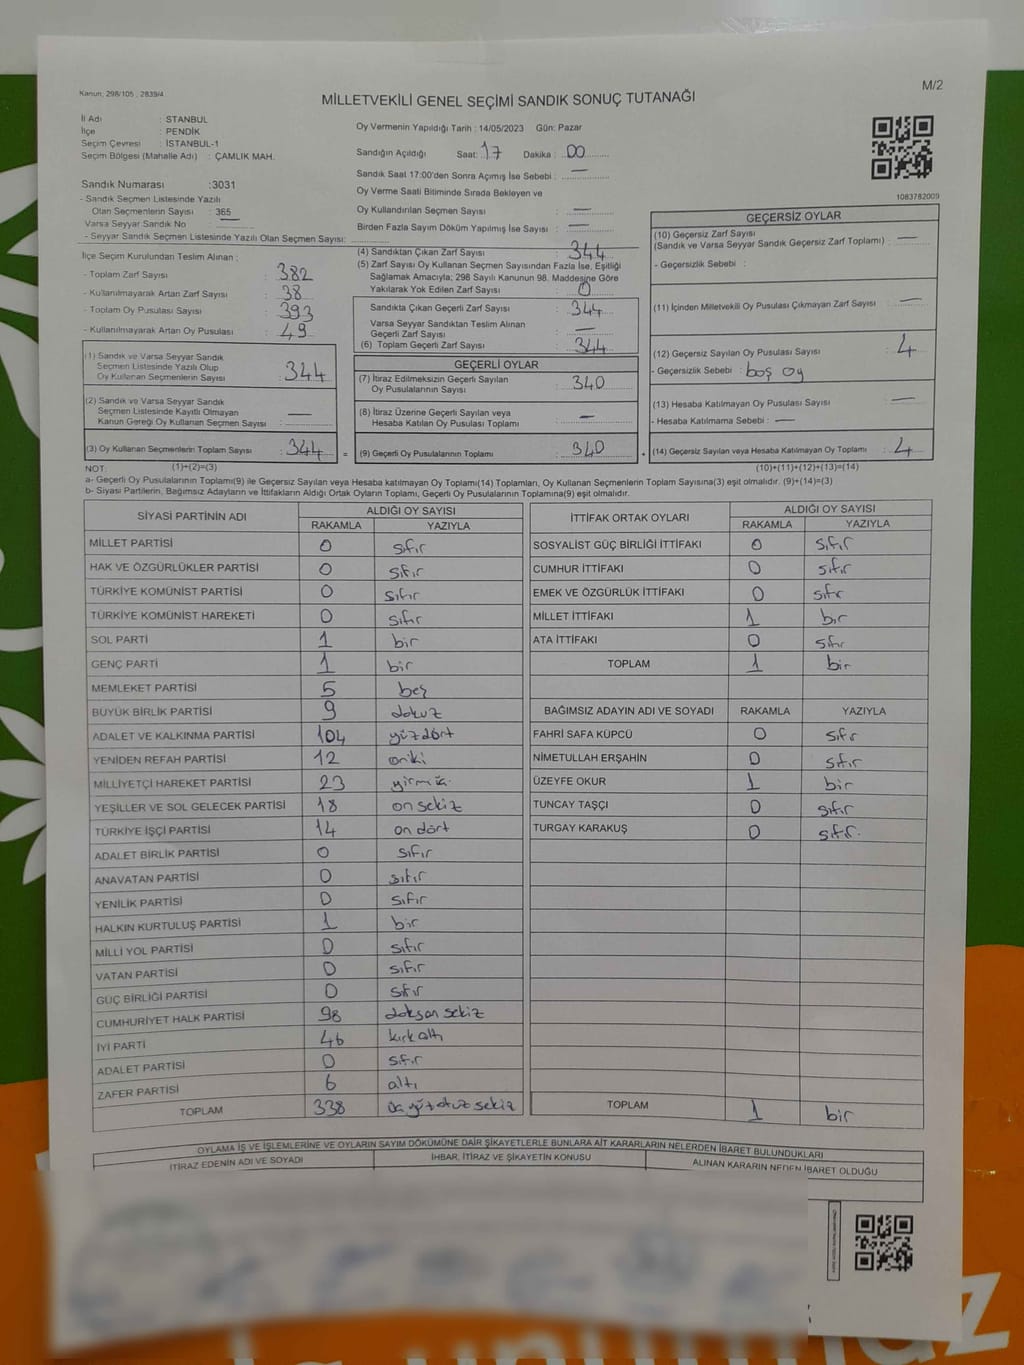 Kanun; 298/105 , 2839/4
M/2
MİLLETVEKİLİ GENEL SEÇİMİ SANDIK SONUÇ TUTANAĞI
İl Adı : STANBUL
İlçe : PENDİK
Seçim Çevresi : İSTANBUL-1
Seçim Bölgesi (Mahalle Adı) : ÇAMLIK MAH.
Sandık Numarası :3031
- Sandık Seçmen Listesinde Yazılı
Olan Seçmenlerin Sayısı : 365
Varsa Seyyar Sandık No —
- Seyyar Sandık Seçmen Listesinde Yazılı Olan Seçmen Sayısı:
İlçe Seçim Kurulundan Teslim Alınan ;
- Toplam Zarf Sayısı : 382
- Kullanılmayarak Artan Zarf Sayısı : 38
- Toplam Oy Pusulası Sayısı : 393
- Kullanılmayarak Artan Oy Pusulası : 49
Oy Vermenin Yapıldığı Tarih : 14/05/2023 Gün: Pazar
Sandığın Açıldığı Saat: 17 Dakika : 00
Sandık Saat 17:00'den Sonra Açımış İse Sebebi : —
Oy Verme Saati Bitiminde Sırada Bekleyen ve
Oy Kullandırılan Seçmen Sayısı : —
Birden Fazla Sayım Döküm Yapılmış İse Sayısı : —
(4) Sandıktan Çıkan Zarf Sayısı : 344
(5) Zarf Sayısı Oy Kullanan Seçmen Sayısından Fazla İse, Eşitliği
Sağlamak Amacıyla; 298 Sayılı Kanunun 98. Maddesine Göre
Yakılarak Yok Edilen Zarf Sayısı : 0
Sandıkta Çıkan Geçerli Zarf Sayısı : 344
Varsa Seyyar Sandıktan Teslim Alınan
Geçerli Zarf Sayısı : —
(6) Toplam Geçerli Zarf Sayısı : 344
1083782009
GEÇERSİZ OYLAR
(10) Geçersiz Zarf Sayısı
(Sandık ve Varsa Seyyar Sandık Geçersiz Zarf Toplamı) : —
- Geçersizlik Sebebi :
(11) İçinden Milletvekili Oy Pusulası Çıkmayan Zarf Sayısı : —
(12) Geçersiz Sayılan Oy Pusulası Sayısı : 4
- Geçersizlik Sebebi : boş oy
(13) Hesaba Katılmayan Oy Pusulası Sayısı : —
- Hesaba Katılmama Sebebi : —
(14) Geçersiz Sayılan veya Hesaba Katılmayan Oy Toplamı : 4
(1) Sandık ve Varsa Seyyar Sandık
Seçmen Listesinde Yazılı Olup
Oy Kullanan Seçmenlerin Sayısı : 344
(2) Sandık ve Varsa Seyyar Sandık
Seçmen Listesinde Kayıtlı Olmayan
Kanun Gereği Oy Kullanan Seçmen Sayısı : —
(3) Oy Kullanan Seçmenlerin Toplam Sayısı : 344 =
GEÇERLİ OYLAR
(7) İtiraz Edilmeksizin Geçerli Sayılan
Oy Pusulalarının Sayısı : 340
(8) İtiraz Üzerine Geçerli Sayılan veya
Hesaba Katılan Oy Pusulası Toplamı : —
(9) Geçerli Oy Pusulalarının Toplamı : 340 +
NOT: (1)+(2)=(3) (10)+(11)+(12)+(13)=(14)
a- Geçerli Oy Pusulalarının Toplamı(9) ile Geçersiz Sayılan veya Hesaba katılmayan Oy Toplamı(14) Toplamları, Oy Kullanan Seçmenlerin Toplam Sayısına(3) eşit olmalıdır. (9)+(14)=(3)
b- Siyasi Partilerin, Bağımsız Adayların ve İttifakların Aldığı Ortak Oyların Toplamı, Geçerli Oy Pusulalarının Toplamına(9) eşit olmalıdır.
SİYASİ PARTİNİN ADI ALDIĞI OY SAYISI
RAKAMLA YAZIYLA
MİLLET PARTİSİ 0 sıfır
HAK VE ÖZGÜRLÜKLER PARTİSİ 0 sıfır
TÜRKİYE KOMÜNİST PARTİSİ 0 sıfır
TÜRKİYE KOMÜNİST HAREKETİ 0 sıfır
SOL PARTİ 1 bir
GENÇ PARTİ 1 bir
MEMLEKET PARTİSİ 5 beş
BÜYÜK BİRLİK PARTİSİ 9 dokuz
ADALET VE KALKINMA PARTİSİ 104 yüzdört
YENİDEN REFAH PARTİSİ 12 oniki
MİLLİYETÇİ HAREKET PARTİSİ 23
YEŞİLLER VE SOL GELECEK PARTİSİ 18 on sekiz
TÜRKİYE İŞÇİ PARTİSİ 14 on dört
ADALET BİRLİK PARTİSİ 0 sıfır
ANAVATAN PARTİSİ 0 sıfır
YENİLİK PARTİSİ 0 sıfır
HALKIN KURTULUŞ PARTİSİ 1 bir
MİLLİ YOL PARTİSİ 0 sıfır
VATAN PARTİSİ 0 sıfır
GÜÇ BİRLİĞİ PARTİSİ 0 sıfır
CUMHURİYET HALK PARTİSİ 98 doksan sekiz
İYİ PARTİ 46 kırkaltı
ADALET PARTİSİ 0 sıfır
ZAFER PARTİSİ 6 altı
TOPLAM 338 üçyüz otuz sekiz
İTTİFAK ORTAK OYLARI ALDIĞI OY SAYISI
RAKAMLA YAZIYLA
SOSYALİST GÜÇ BİRLİĞİ İTTİFAKI 0 sıfır
CUMHUR İTTİFAKI 0 sıfır
EMEK VE ÖZGÜRLÜK İTTİFAKI 0 sıfır
MİLLET İTTİFAKI 1 bir
ATA İTTİFAKI 0 sıfır
TOPLAM 1 bir
BAĞIMSIZ ADAYIN ADI VE SOYADI RAKAMLA YAZIYLA
FAHRİ SAFA KÜPCÜ 0 sıfır
NİMETULLAH ERŞAHİN 0 sıfır
ÜZEYFE OKUR 1 bir
TUNCAY TAŞÇI 0 sıfır
TURGAY KARAKUŞ 0 sıfır.
TOPLAM 1 bir
OYLAMA İŞ VE İŞLEMLERİNE VE OYLARIN SAYIM DÖKÜMÜNE DAİR ŞİKAYETLERLE BUNLARA AİT KARARLARIN NELERDEN İBARET BULUNDUKLARI
İTİRAZ EDENİN ADI VE SOYADI İHBAR, İTİRAZ VE ŞİKAYETİN KONUSU ALINAN KARARIN NEDEN İBARET OLDUĞU